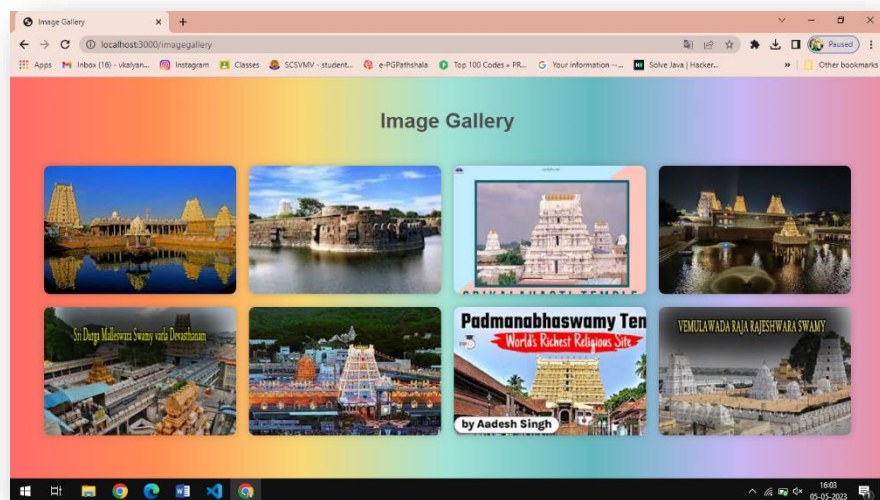 Image Gallery
localhost:3000/imagegallery
Paused
Apps
Inbox (16) - vkalyan...
Instagram
Classes
SCSVMV - student...
e-PGPathshala
Top 100 Codes « PR...
Your information --...
Solve Java | Hacker...
»
Other bookmarks
Image Gallery
SRIKALAHASTI TEMPLE
Sri Durga Malleswara Swamy varla Devasthanam
Padmanabhaswamy Ten
World's Richest Religious Site
by Aadesh Singh
VEMULAWADA RAJA RAJESHWARA SWAMY
16:03
05-05-2023